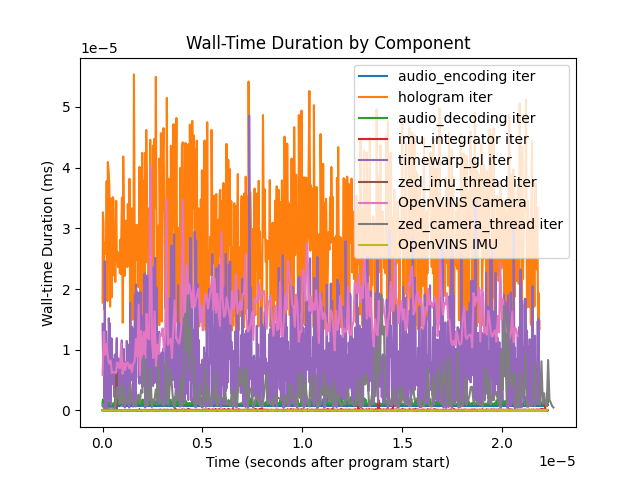 Wall-Time Duration by Component
1e−5
Wall-time Duration (ms)
5
4
3
2
1
0
audio_encoding iter
hologram iter
audio_decoding iter
imu_integrator iter
timewarp_gl iter
zed_imu_thread iter
OpenVINS Camera
zed_camera_thread iter
OpenVINS IMU
0.0 0.5 1.0 1.5 2.0
Time (seconds after program start)
1e−5